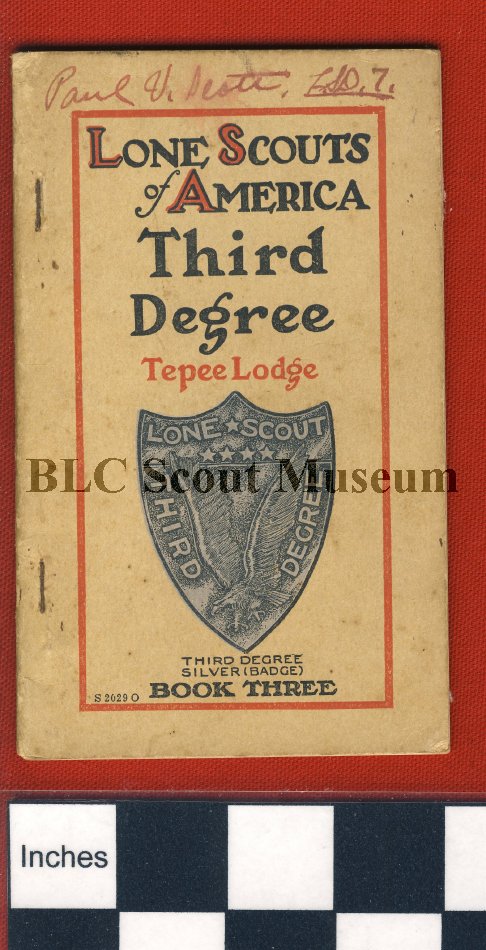 Paul V. Scott, LSD, 7.
LONE SCOUTS
of AMERICA
Third
Degree
Tepee Lodge
LONE SCOUT
THIRD
DEGREE
BLC Scout Museum
THIRD DEGREE
SILVER (BADGE)
BOOK THREE
S 2029 O
Inches